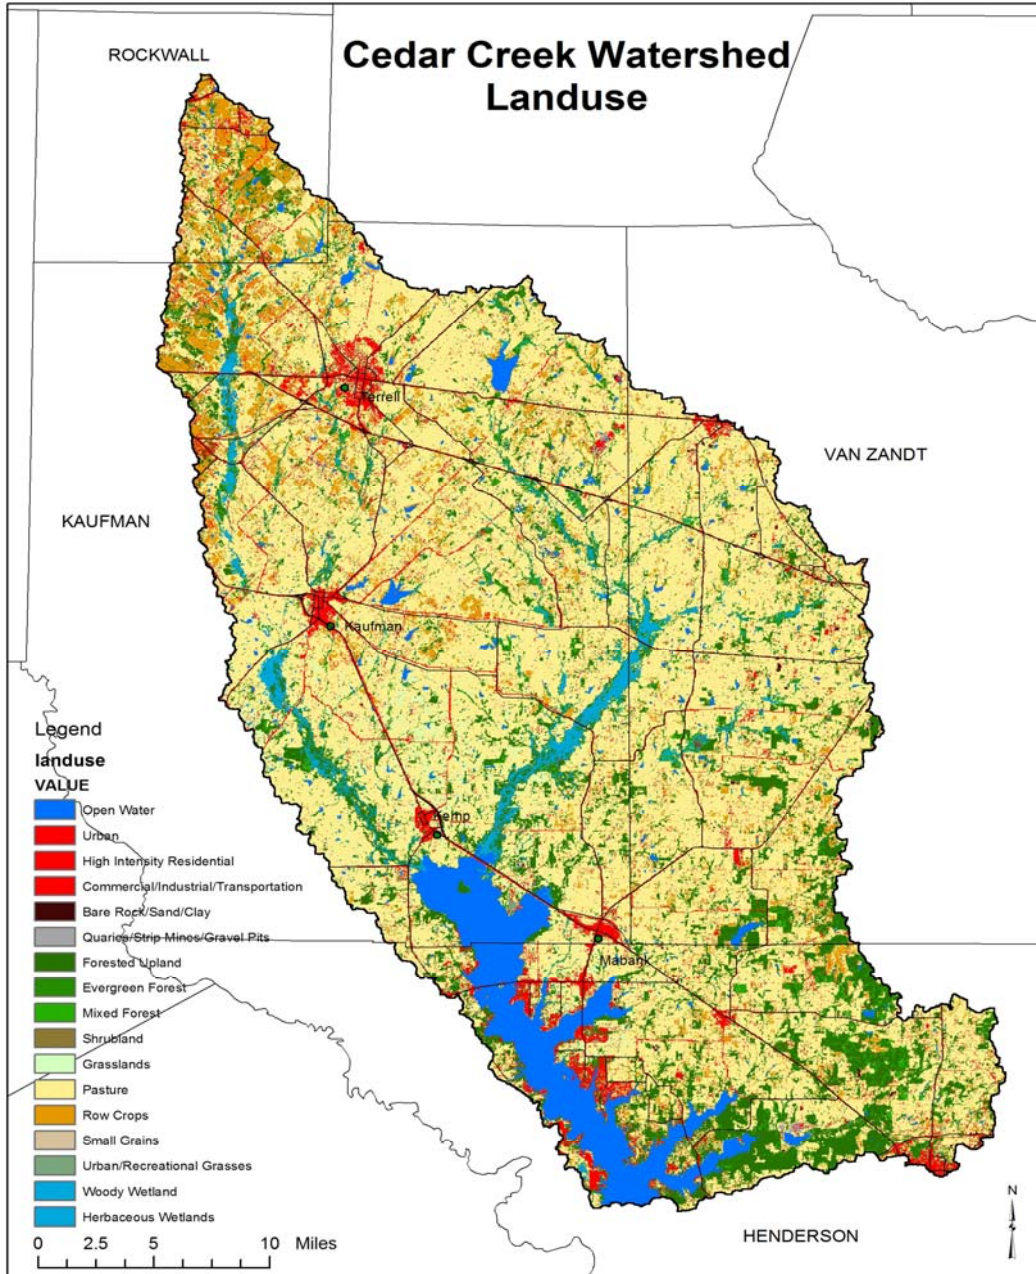 Cedar Creek Watershed
Landuse
ROCKWALL
Terrell
VAN ZANDT
KAUFMAN
Kaufman
Kemp
Mabank
HENDERSON
Legend
landuse
VALUE
Open Water
Urban
High Intensity Residential
Commercial/Industrial/Transportation
Bare Rock/Sand/Clay
Quaries/Strip Mines/Gravel Pits
Forested Upland
Evergreen Forest
Mixed Forest
Shrubland
Grasslands
Pasture
Row Crops
Small Grains
Urban/Recreational Grasses
Woody Wetland
Herbaceous Wetlands
0 2.5 5 10 Miles
N